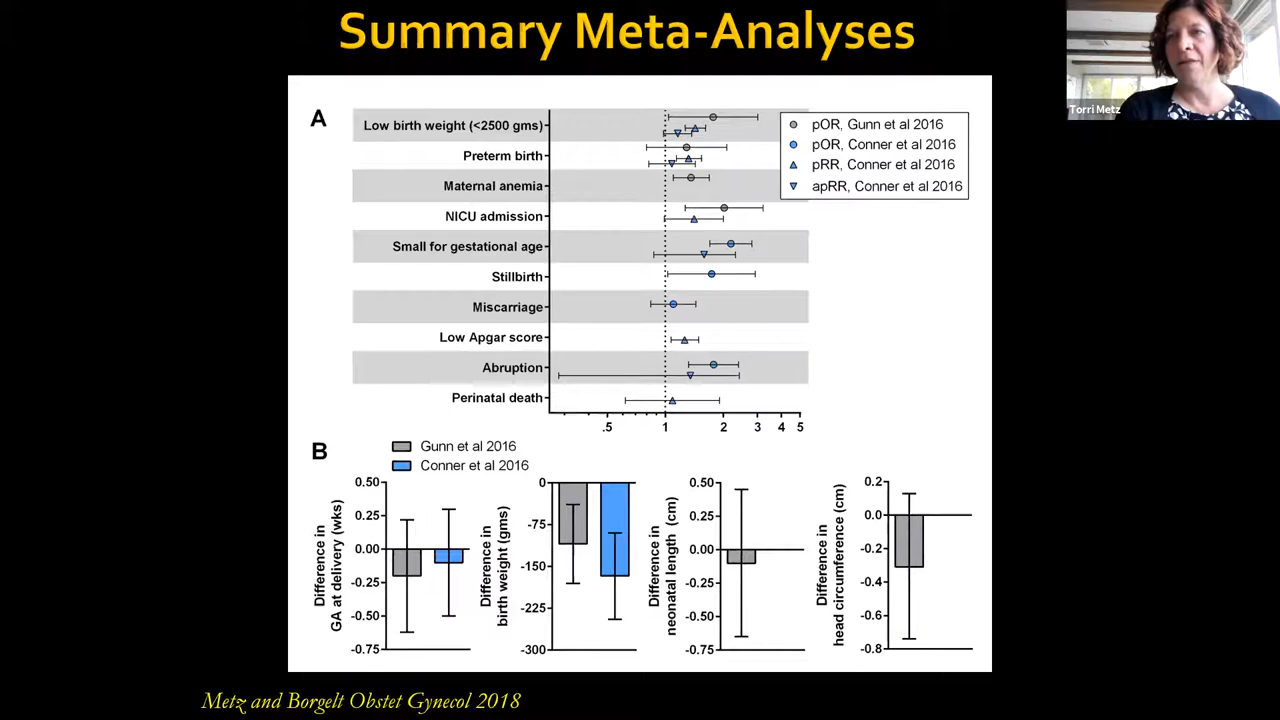 Summary Meta-Analyses
Torri Metz
A
Low birth weight (<2500 gms)
Preterm birth
Maternal anemia
NICU admission
Small for gestational age
Stillbirth
Miscarriage
Low Apgar score
Abruption
Perinatal death
.5 1 2 3 4 5
pOR, Gunn et al 2016
pOR, Conner et al 2016
pRR, Conner et al 2016
apRR, Conner et al 2016
B
Gunn et al 2016
Conner et al 2016
Difference in
GA at delivery (wks)
0.50
0.25
0.00
-0.25
-0.50
-0.75
Difference in
birth weight (gms)
0
-75
-150
-225
-300
Difference in
neonatal length (cm)
0.50
0.25
0.00
-0.25
-0.50
-0.75
Difference in
head circumference (cm)
0.2
0.0
-0.2
-0.4
-0.6
-0.8
Metz and Borgelt Obstet Gynecol 2018